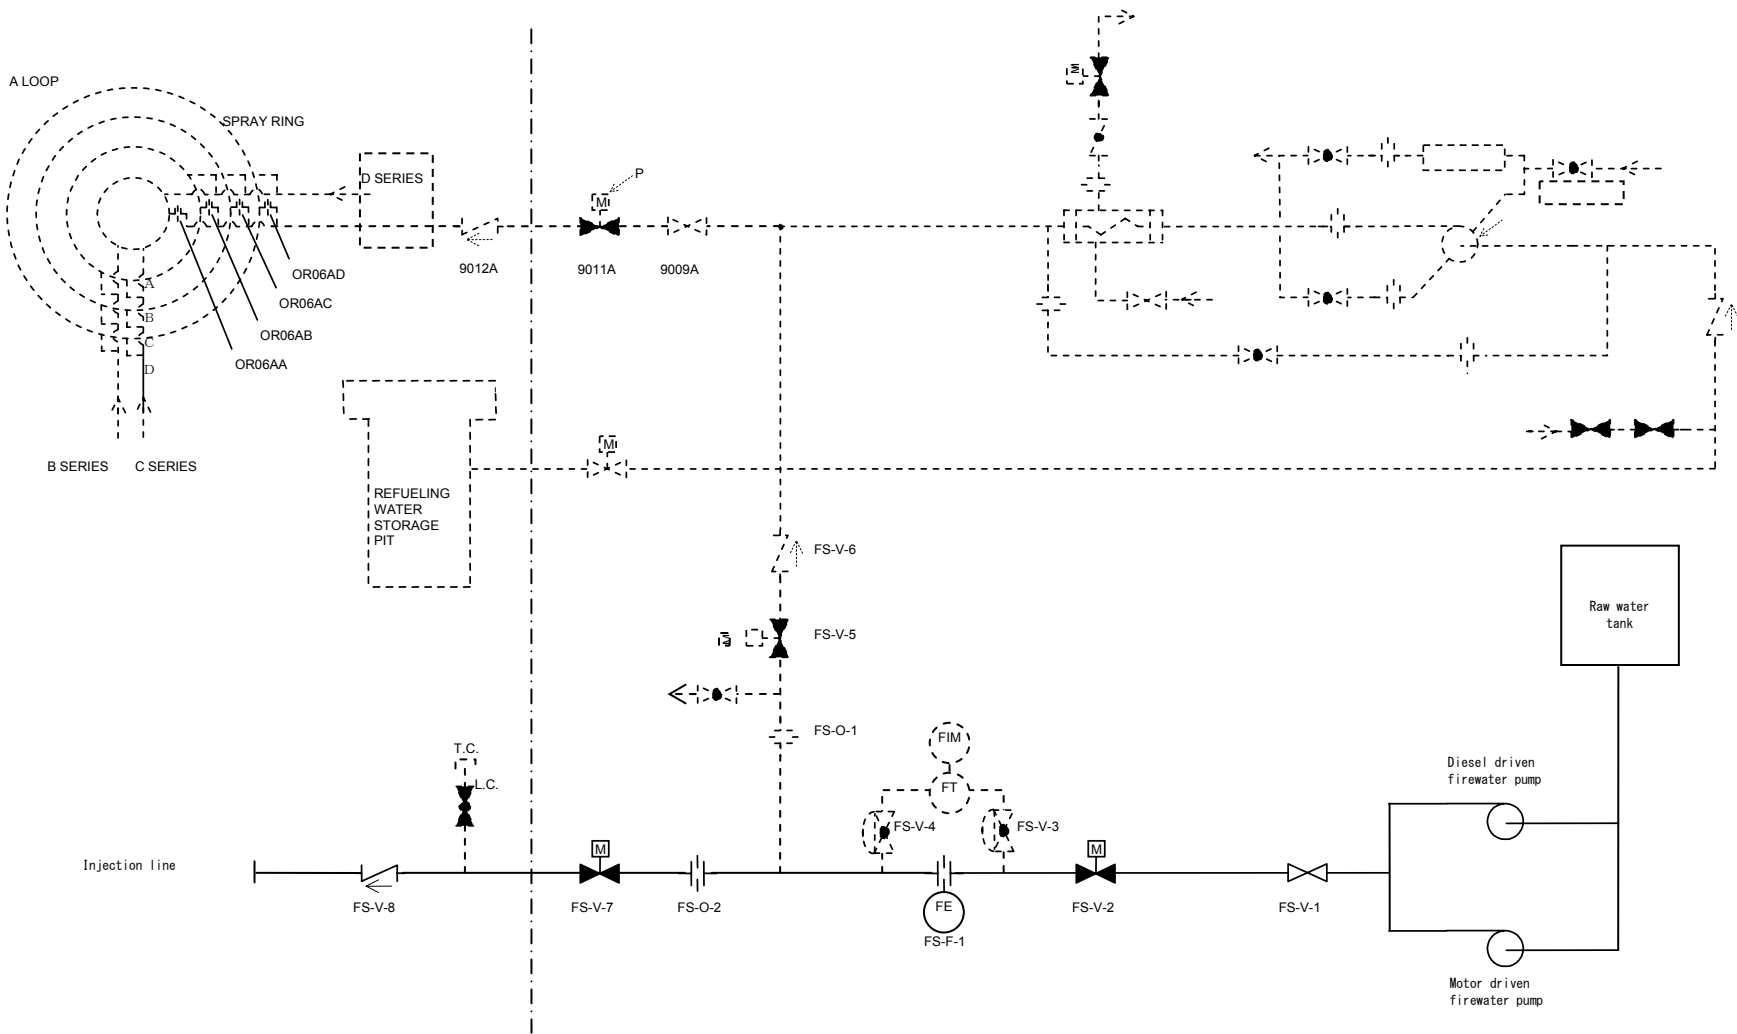 A LOOP
SPRAY RING
D SERIES
P
M
M
9012A
9011A
9009A
OR06AD
OR06AC
OR06AB
OR06AA
A
B
C
D
B SERIES
C SERIES
M
REFUELING
WATER
STORAGE
PIT
FS-V-6
FS-V-5
M
FS-O-1
Raw water
tank
T.C.
L.C.
FIM
FT
FS-V-4
FS-V-3
Diesel driven
firewater pump
Injection line
M
M
FS-V-8
FS-V-7
FS-O-2
FE
FS-F-1
FS-V-2
FS-V-1
Motor driven
firewater pump